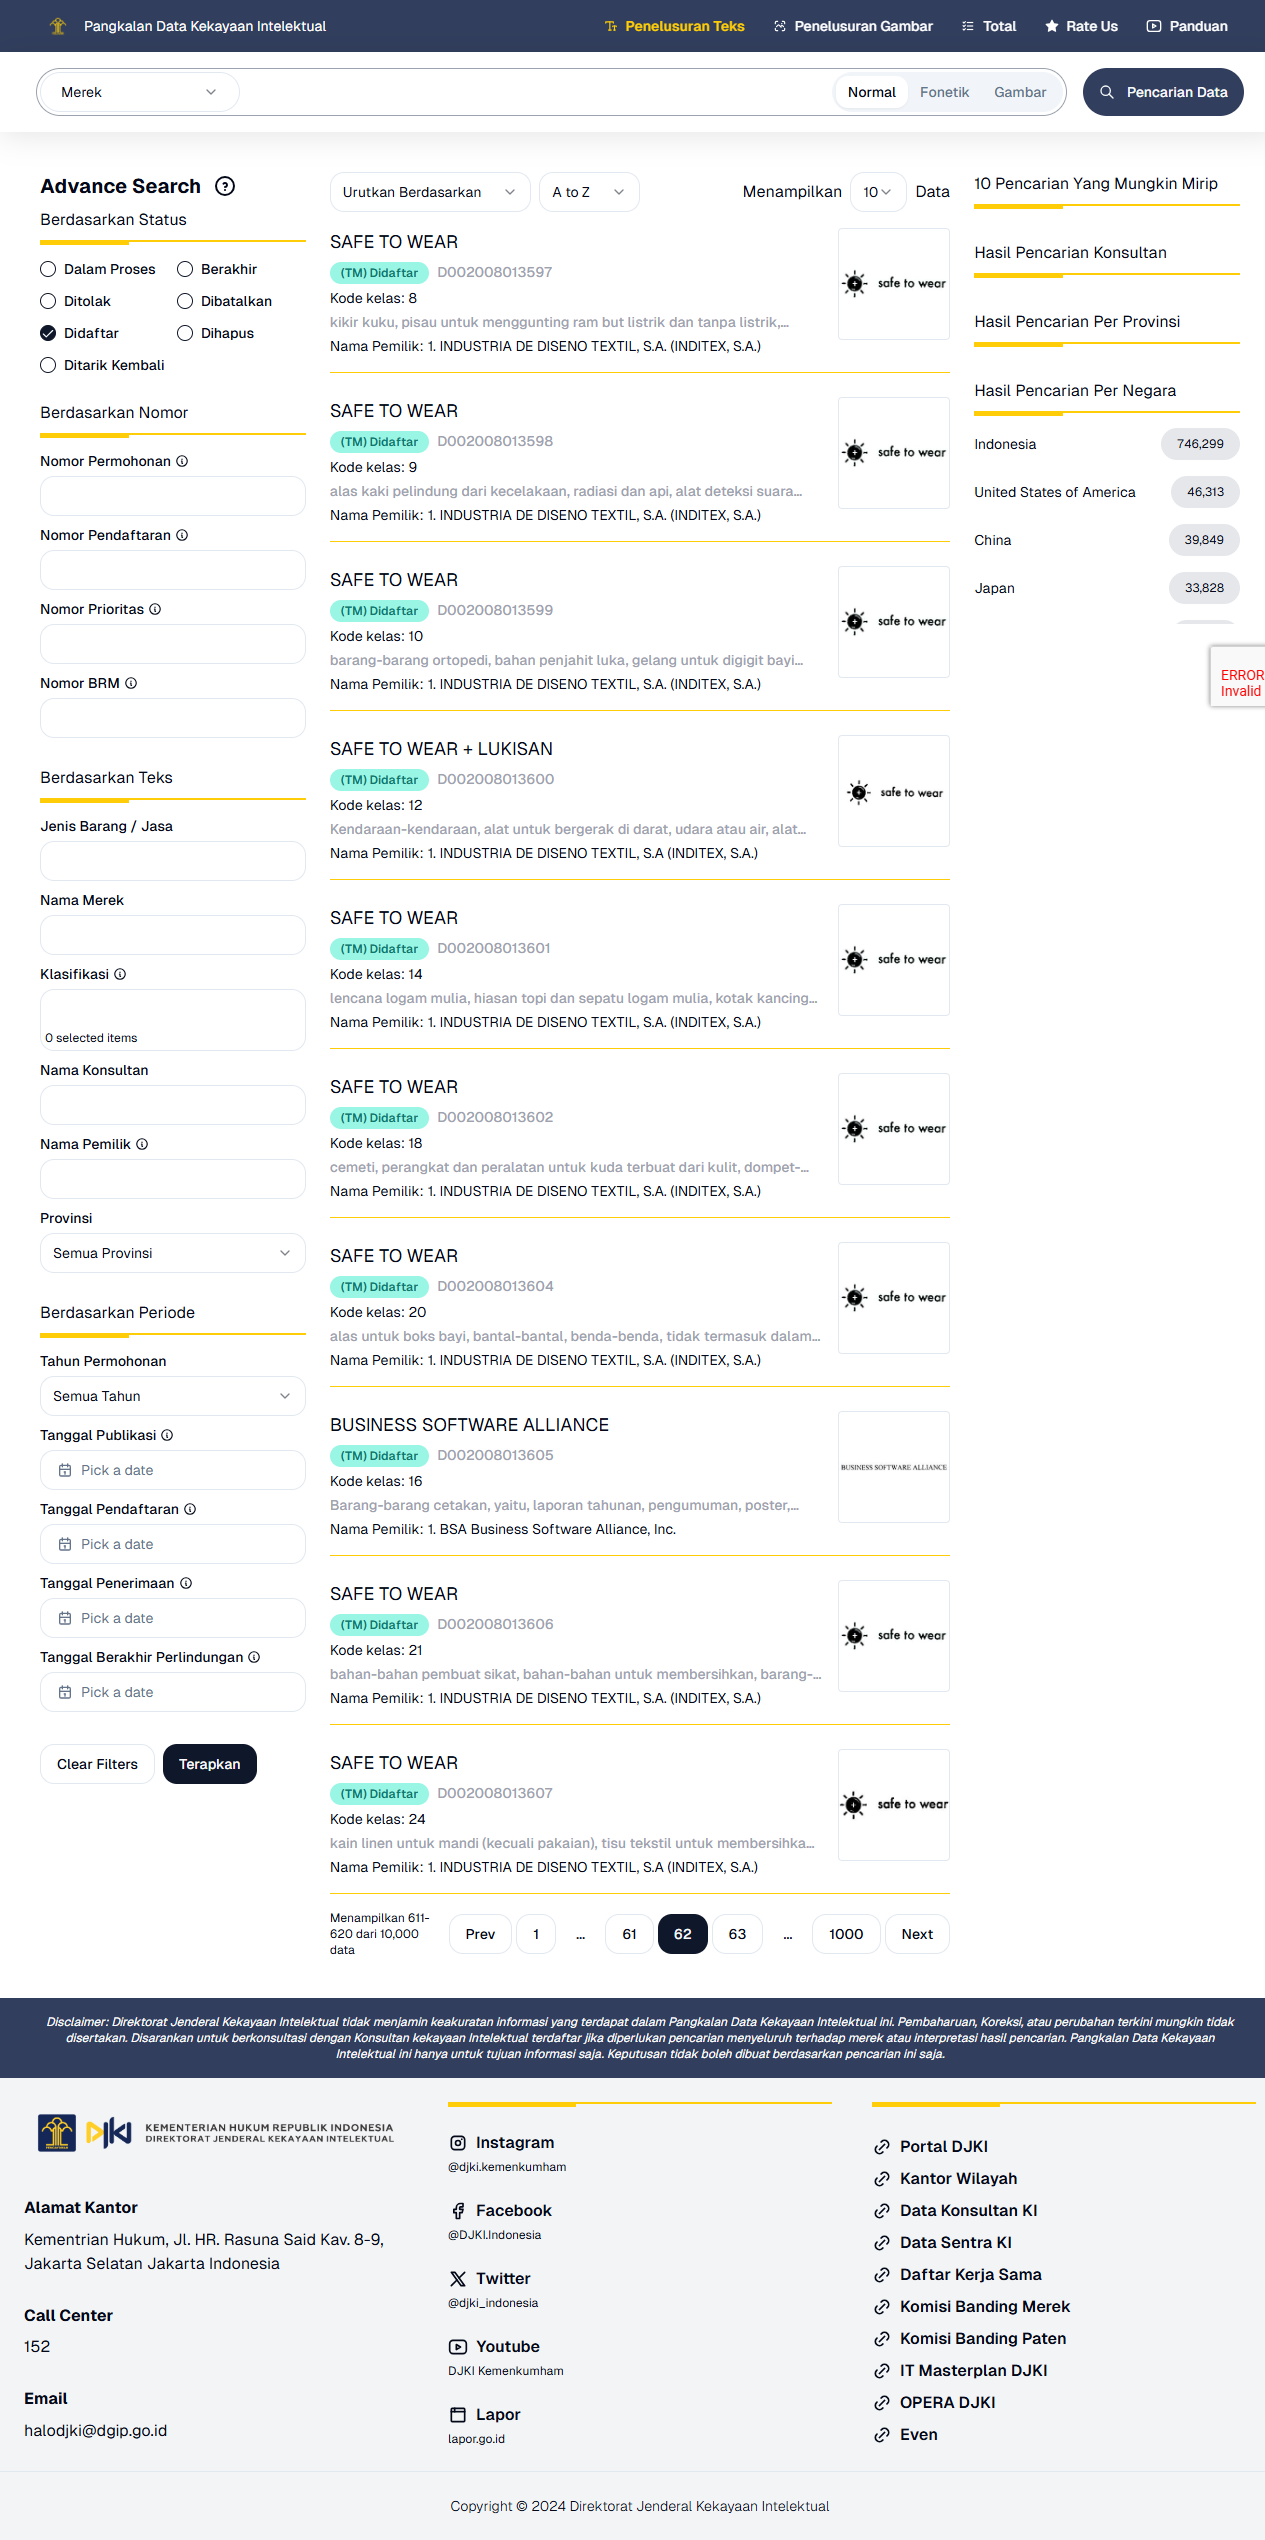 Pangkalan Data Kekayaan Intelektual
Penelusuran Teks
Penelusuran Gambar
Total
Rate Us
Panduan
Merek
Normal
Fonetik
Gambar
Pencarian Data
Advance Search
Berdasarkan Status
Dalam Proses
Berakhir
Ditolak
Dibatalkan
Didaftar
Dihapus
Ditarik Kembali
Berdasarkan Nomor
Nomor Permohonan
Nomor Pendaftaran
Nomor Prioritas
Nomor BRM
Berdasarkan Teks
Jenis Barang / Jasa
Nama Merek
Klasifikasi
0 selected items
Nama Konsultan
Nama Pemilik
Provinsi
Semua Provinsi
Berdasarkan Periode
Tahun Permohonan
Semua Tahun
Tanggal Publikasi
Pick a date
Tanggal Pendaftaran
Pick a date
Tanggal Penerimaan
Pick a date
Tanggal Berakhir Perlindungan
Pick a date
Clear Filters
Terapkan
Urutkan Berdasarkan
A to Z
Menampilkan
10
Data
SAFE TO WEAR
(TM) Didaftar D002008013597
Kode kelas: 8
kikir kuku, pisau untuk menggunting ram but listrik dan tanpa listrik,...
Nama Pemilik: 1. INDUSTRIA DE DISENO TEXTIL, S.A. (INDITEX, S.A.)
safe to wear
SAFE TO WEAR
(TM) Didaftar D002008013598
Kode kelas: 9
alas kaki pelindung dari kecelakaan, radiasi dan api, alat deteksi suara...
Nama Pemilik: 1. INDUSTRIA DE DISENO TEXTIL, S.A. (INDITEX, S.A.)
safe to wear
SAFE TO WEAR
(TM) Didaftar D002008013599
Kode kelas: 10
barang-barang ortopedi, bahan penjahit luka, gelang untuk digigit bayi...
Nama Pemilik: 1. INDUSTRIA DE DISENO TEXTIL, S.A. (INDITEX, S.A.)
safe to wear
SAFE TO WEAR + LUKISAN
(TM) Didaftar D002008013600
Kode kelas: 12
Kendaraan-kendaraan, alat untuk bergerak di darat, udara atau air, alat...
Nama Pemilik: 1. INDUSTRIA DE DISENO TEXTIL, S.A (INDITEX, S.A.)
safe to wear
SAFE TO WEAR
(TM) Didaftar D002008013601
Kode kelas: 14
lencana logam mulia, hiasan topi dan sepatu logam mulia, kotak kancing...
Nama Pemilik: 1. INDUSTRIA DE DISENO TEXTIL, S.A. (INDITEX, S.A.)
safe to wear
SAFE TO WEAR
(TM) Didaftar D002008013602
Kode kelas: 18
cemeti, perangkat dan peralatan untuk kuda terbuat dari kulit, dompet-...
Nama Pemilik: 1. INDUSTRIA DE DISENO TEXTIL, S.A. (INDITEX, S.A.)
safe to wear
SAFE TO WEAR
(TM) Didaftar D002008013604
Kode kelas: 20
alas untuk boks bayi, bantal-bantal, benda-benda, tidak termasuk dalam...
Nama Pemilik: 1. INDUSTRIA DE DISENO TEXTIL, S.A. (INDITEX, S.A.)
safe to wear
BUSINESS SOFTWARE ALLIANCE
(TM) Didaftar D002008013605
Kode kelas: 16
Barang-barang cetakan, yaitu, laporan tahunan, pengumuman, poster,...
Nama Pemilik: 1. BSA Business Software Alliance, Inc.
BUSINESS SOFTWARE ALLIANCE
SAFE TO WEAR
(TM) Didaftar D002008013606
Kode kelas: 21
bahan-bahan pembuat sikat, bahan-bahan untuk membersihkan, barang-...
Nama Pemilik: 1. INDUSTRIA DE DISENO TEXTIL, S.A. (INDITEX, S.A.)
safe to wear
SAFE TO WEAR
(TM) Didaftar D002008013607
Kode kelas: 24
kain linen untuk mandi (kecuali pakaian), tisu tekstil untuk membersihka...
Nama Pemilik: 1. INDUSTRIA DE DISENO TEXTIL, S.A (INDITEX, S.A.)
safe to wear
Menampilkan 611-
620 dari 10,000
data
Prev
1
...
61
62
63
...
1000
Next
10 Pencarian Yang Mungkin Mirip
Hasil Pencarian Konsultan
Hasil Pencarian Per Provinsi
Hasil Pencarian Per Negara
Indonesia 746,299
United States of America 46,313
China 39,849
Japan 33,828
ERROR
Invalid
Disclaimer: Direktorat Jenderal Kekayaan Intelektual tidak menjamin keakuratan informasi yang terdapat dalam Pangkalan Data Kekayaan Intelektual ini. Pembaharuan, Koreksi, atau perubahan terkini mungkin tidak
disertakan. Disarankan untuk berkonsultasi dengan Konsultan kekayaan Intelektual terdaftar jika diperlukan pencarian menyeluruh terhadap merek atau interpretasi hasil pencarian. Pangkalan Data Kekayaan
Intelektual ini hanya untuk tujuan informasi saja. Keputusan tidak boleh dibuat berdasarkan pencarian ini saja.
KEMENTERIAN HUKUM REPUBLIK INDONESIA
DIREKTORAT JENDERAL KEKAYAAN INTELEKTUAL
Alamat Kantor
Kementrian Hukum, Jl. HR. Rasuna Said Kav. 8-9,
Jakarta Selatan Jakarta Indonesia
Call Center
152
Email
halodjki@dgip.go.id
Instagram
@djki.kemenkumham
Facebook
@DJKI.Indonesia
Twitter
@djki_indonesia
Youtube
DJKI Kemenkumham
Lapor
lapor.go.id
Portal DJKI
Kantor Wilayah
Data Konsultan KI
Data Sentra KI
Daftar Kerja Sama
Komisi Banding Merek
Komisi Banding Paten
IT Masterplan DJKI
OPERA DJKI
Even
Copyright © 2024 Direktorat Jenderal Kekayaan Intelektual